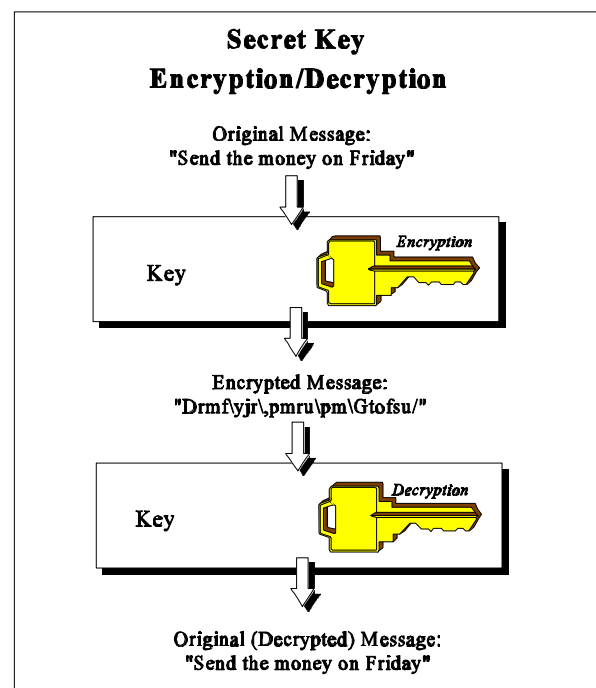 Secret Key
Encryption/Decryption
Original Message:
"Send the money on Friday"
Encryption
Key
Encrypted Message:
"Drmf\yjr\,pmru\pm\Gtofsu/"
Decryption
Key
Original (Decrypted) Message:
"Send the money on Friday"